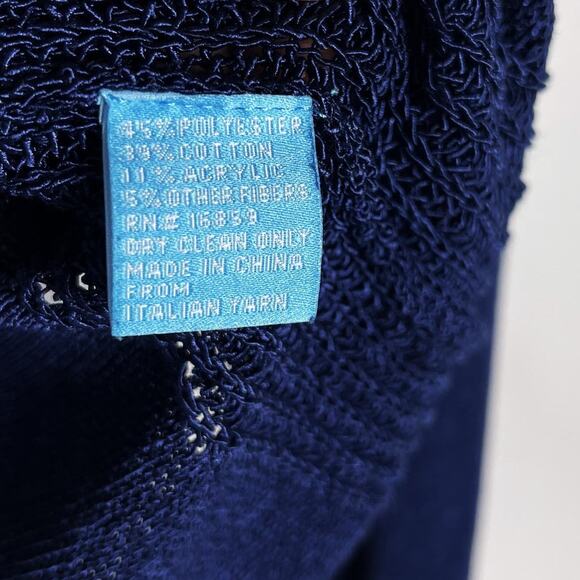 45% POLYESTER
39% COTTON
11% ACRYLIC
5% OTHER FIBERS
RN# 16859
DRY CLEAN ONLY
MADE IN CHINA
FROM
ITALIAN YARN